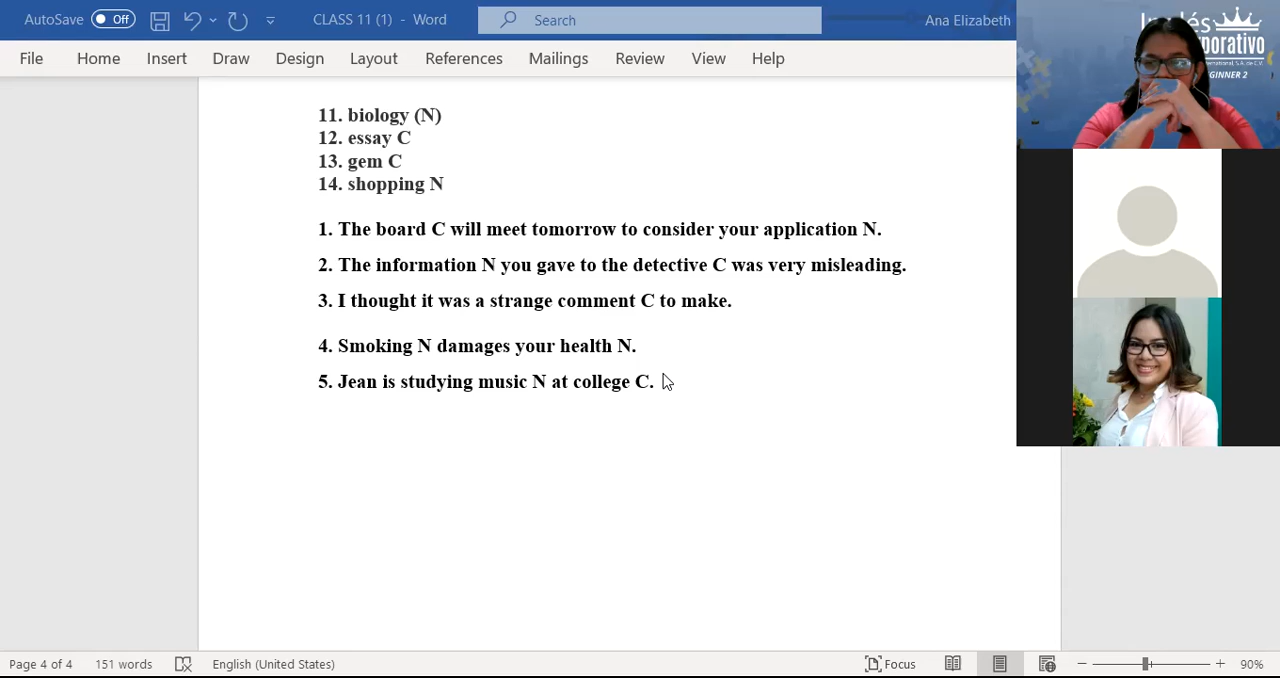 AutoSave Off CLASS 11 (1) - Word Search Ana Elizabeth
File Home Insert Draw Design Layout References Mailings Review View Help
BEGINNER 2
11. biology (N)
12. essay C
13. gem C
14. shopping N
1. The board C will meet tomorrow to consider your application N.
2. The information N you gave to the detective C was very misleading.
3. I thought it was a strange comment C to make.
4. Smoking N damages your health N.
5. Jean is studying music N at college C.
Page 4 of 4 151 words English (United States) Focus 90%